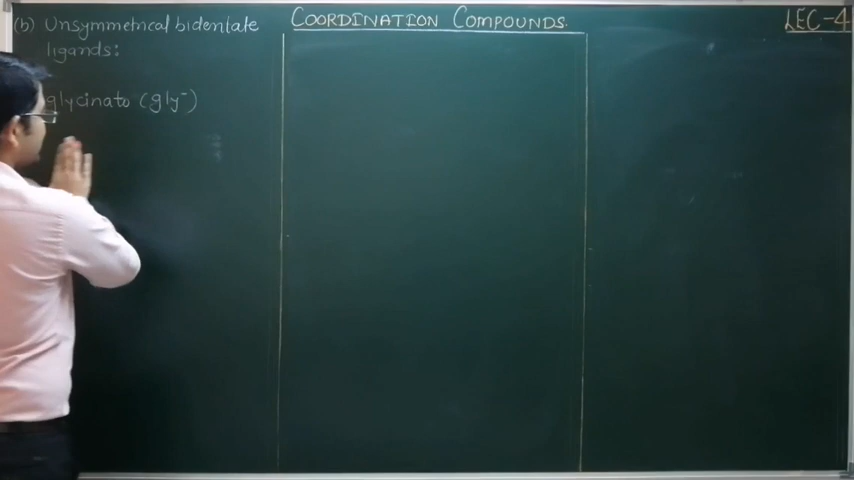 COORDINATION COMPOUNDS.
LEC-4
(b) Unsymmetrical bidentate
ligands:
glycinato (gly⁻)